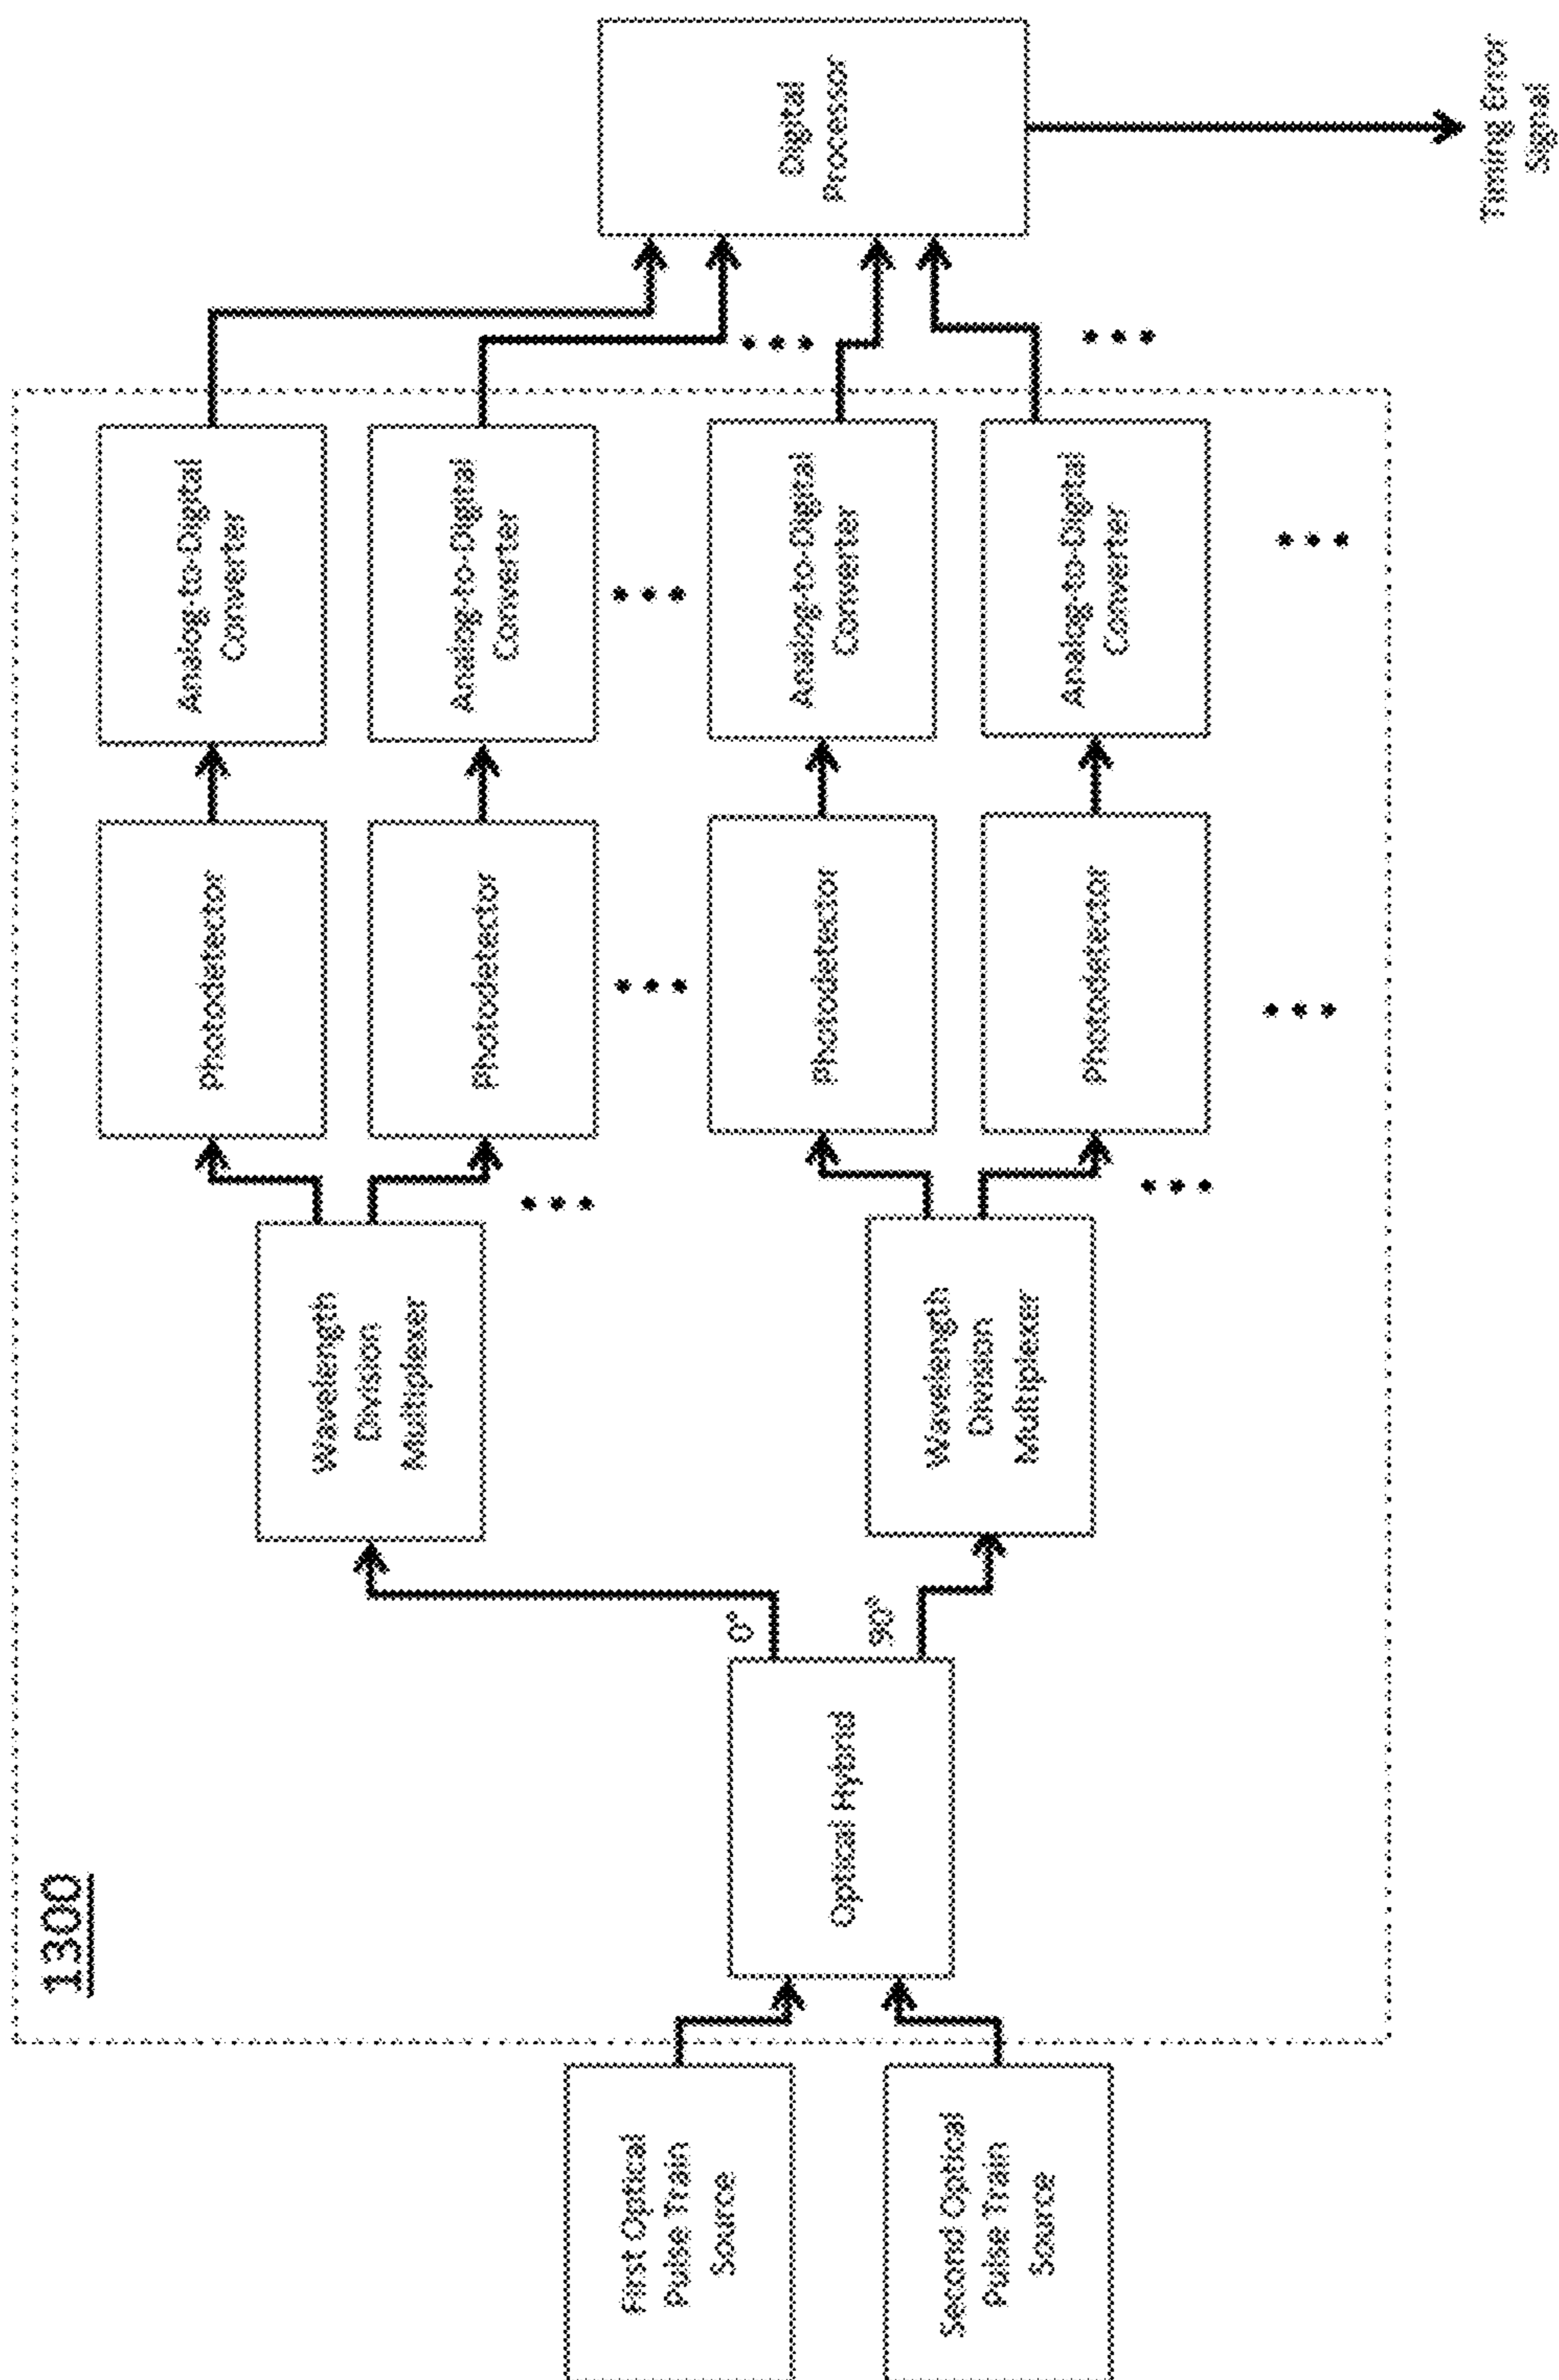 1300
First Optical
Pulse Train
Source
Second Optical
Pulse Train
Source
Optical Hybrid
0°
90°
Wavelength
Division
Multiplexer
Wavelength
Division
Multiplexer
Photodetector
Photodetector
Photodetector
Photodetector
Analog-to-Digital
Converter
Analog-to-Digital
Converter
Analog-to-Digital
Converter
Analog-to-Digital
Converter
Digital
Processor
Timing Error
Signal